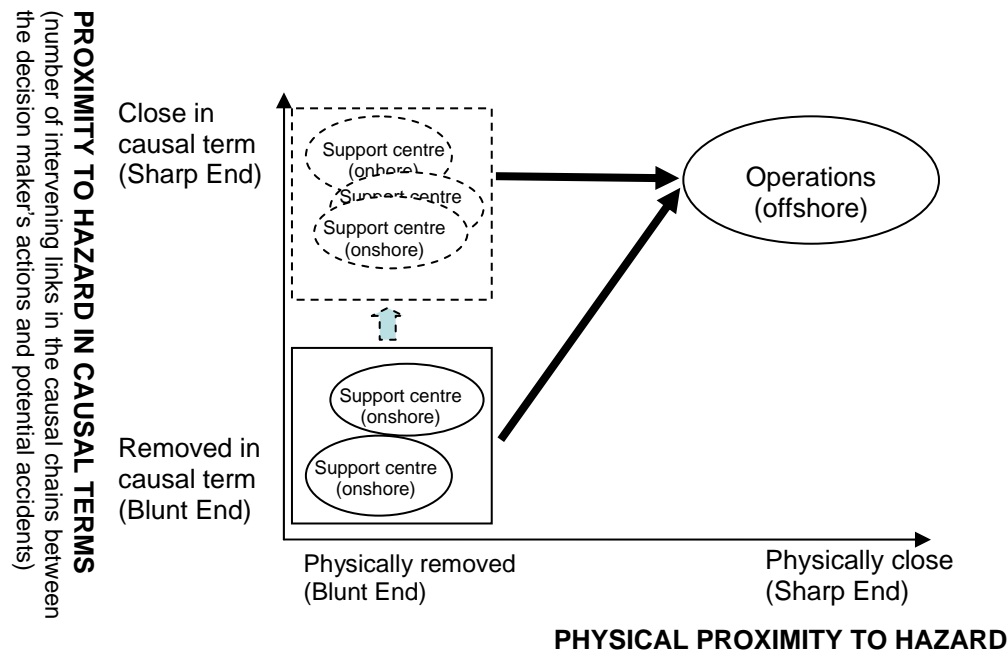 PROXIMITY TO HAZARD IN CAUSAL TERMS
(number of intervening links in the causal chains between
the decision maker's actions and potential accidents)
Close in
causal term
(Sharp End)
Support centre
(onhore)
Support centre
Support centre
(onshore)
Operations
(offshore)
Support centre
(onshore)
Support centre
(onshore)
Removed in
causal term
(Blunt End)
Physically removed
(Blunt End)
Physically close
(Sharp End)
PHYSICAL PROXIMITY TO HAZARD